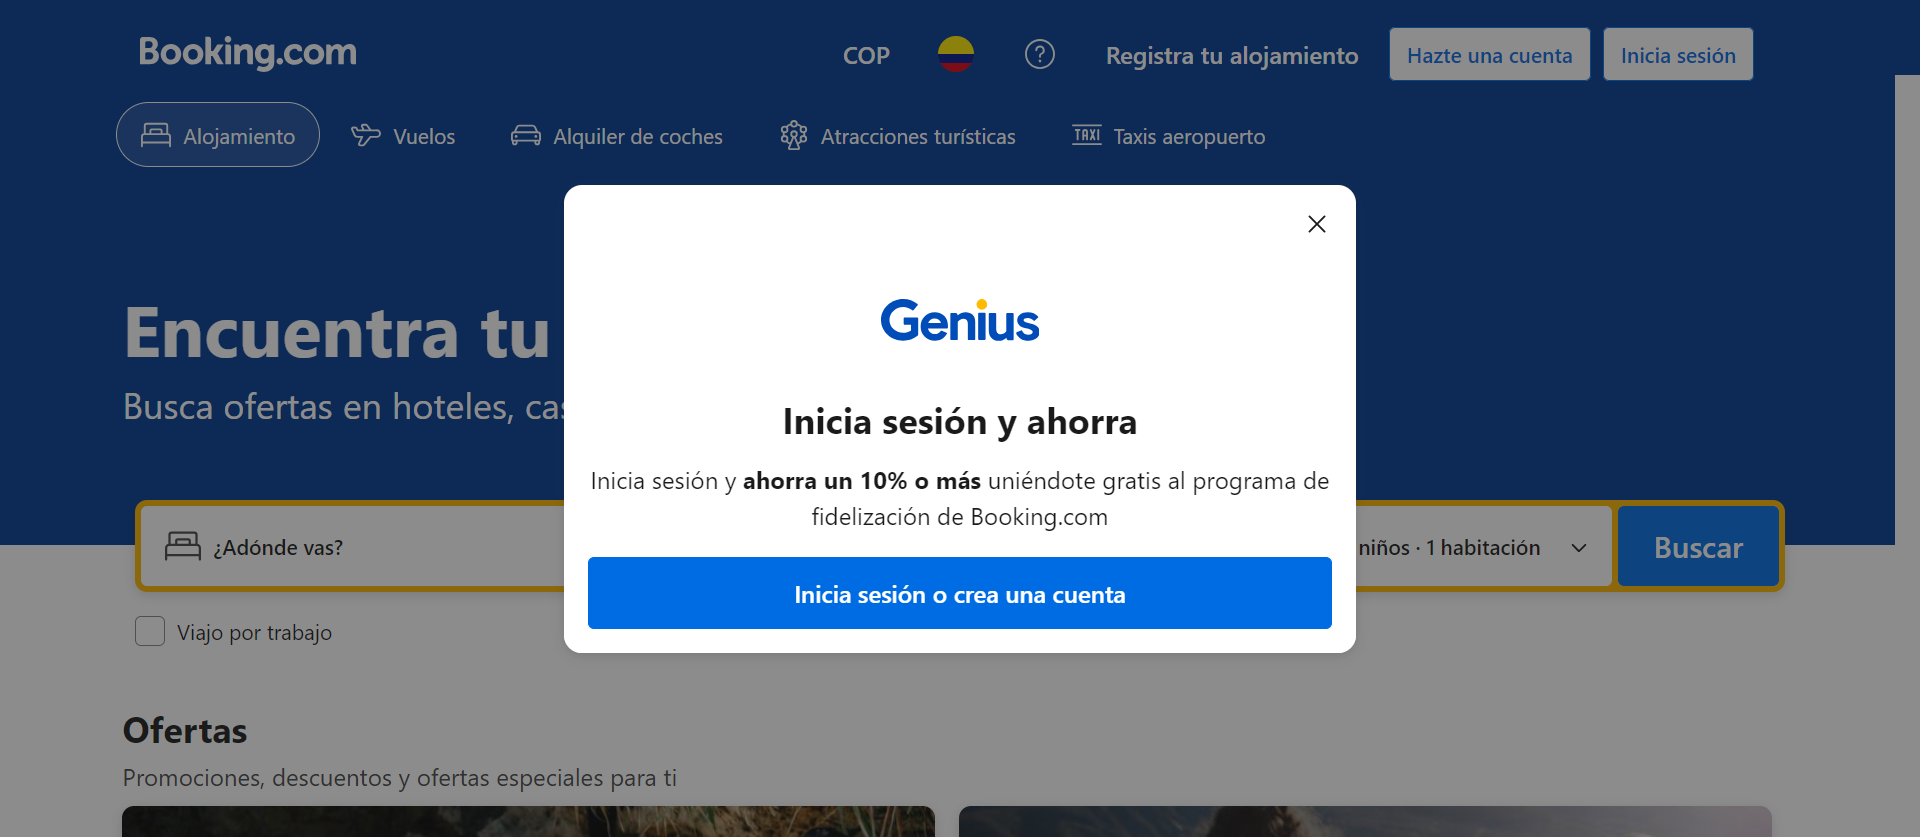 Booking.com
COP
Registra tu alojamiento
Hazte una cuenta
Inicia sesión
Alojamiento
Vuelos
Alquiler de coches
TAXI
Atracciones turísticas
Taxis aeropuerto
Genius
Inicia sesión y ahorra
Inicia sesión y ahorra un 10% o más uniéndote gratis al programa de
fidelización de Booking.com
Inicia sesión o crea una cuenta
Encuentra tu
Busca ofertas en hoteles, cas
¿Adónde vas?
niños · 1 habitación
Buscar
Viajo por trabajo
Ofertas
Promociones, descuentos y ofertas especiales para ti